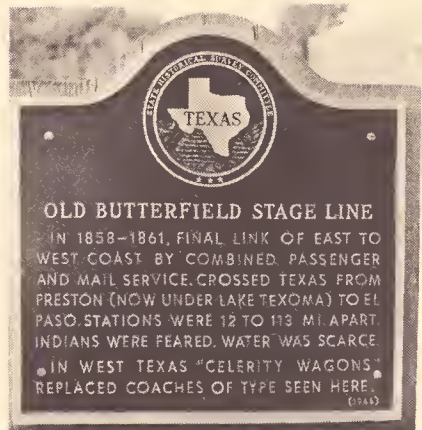 STATE HISTORICAL SURVEY COMMITTEE
TEXAS
OLD BUTTERFIELD STAGE LINE
IN 1858-1861, FINAL LINK OF EAST TO
WEST COAST BY COMBINED PASSENGER
AND MAIL SERVICE. CROSSED TEXAS FROM
PRESTON (NOW UNDER LAKE TEXOMA) TO EL
PASO. STATIONS WERE 12 TO 113 MI. APART.
INDIANS WERE FEARED. WATER WAS SCARCE.
IN WEST TEXAS "CELERITY WAGONS"
REPLACED COACHES OF TYPE SEEN HERE.
(1966)